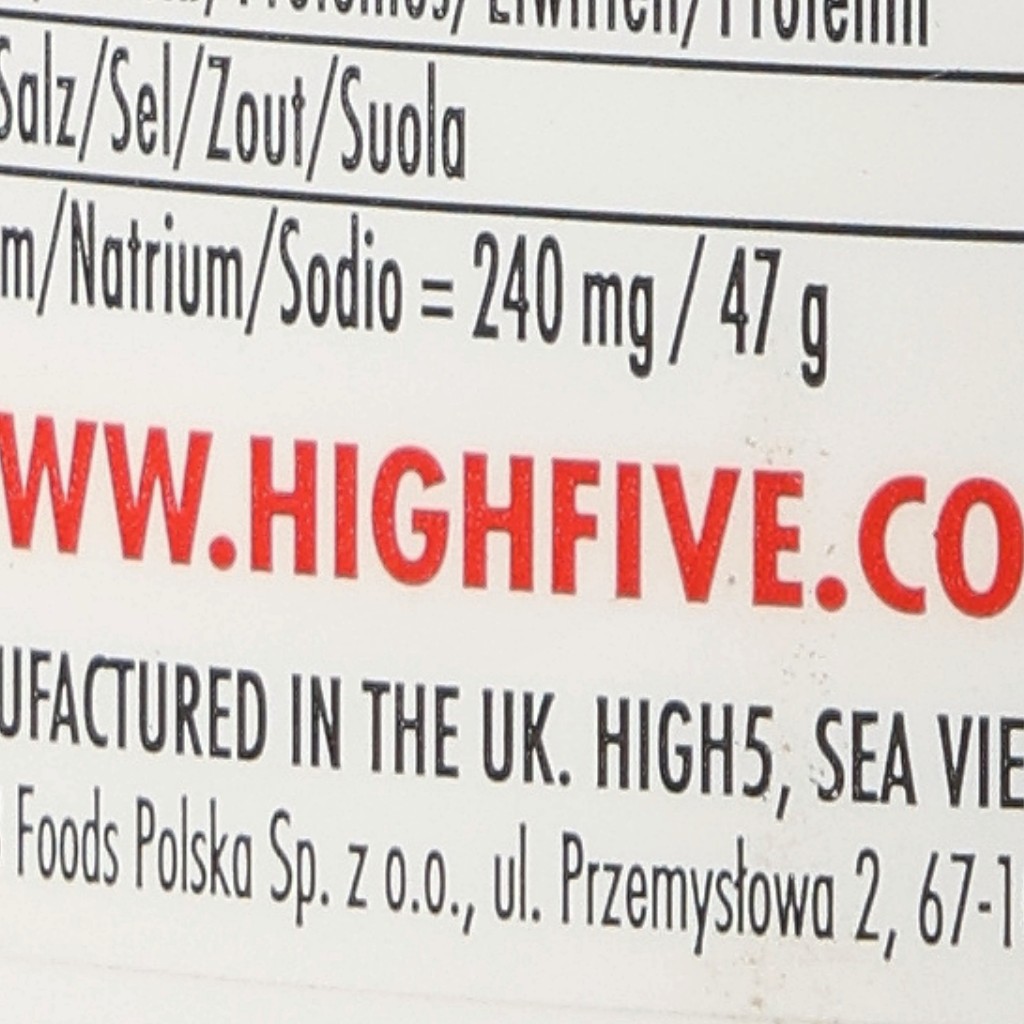 Salz/Sel/Zout/Suola
m/Natrium/Sodio = 240 mg / 47 g
WW.HIGHFIVE.CO
UFACTURED IN THE UK. HIGH5, SEA VIE
Foods Polska Sp. z o.o., ul. Przemysłowa 2, 67-1